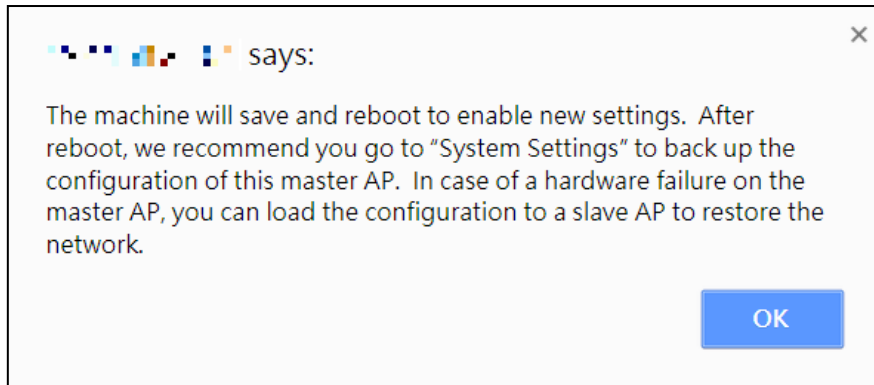 says:
The machine will save and reboot to enable new settings.  After
reboot, we recommend you go to “System Settings” to back up the
configuration of this master AP.  In case of a hardware failure on the
master AP, you can load the configuration to a slave AP to restore the
network.
OK